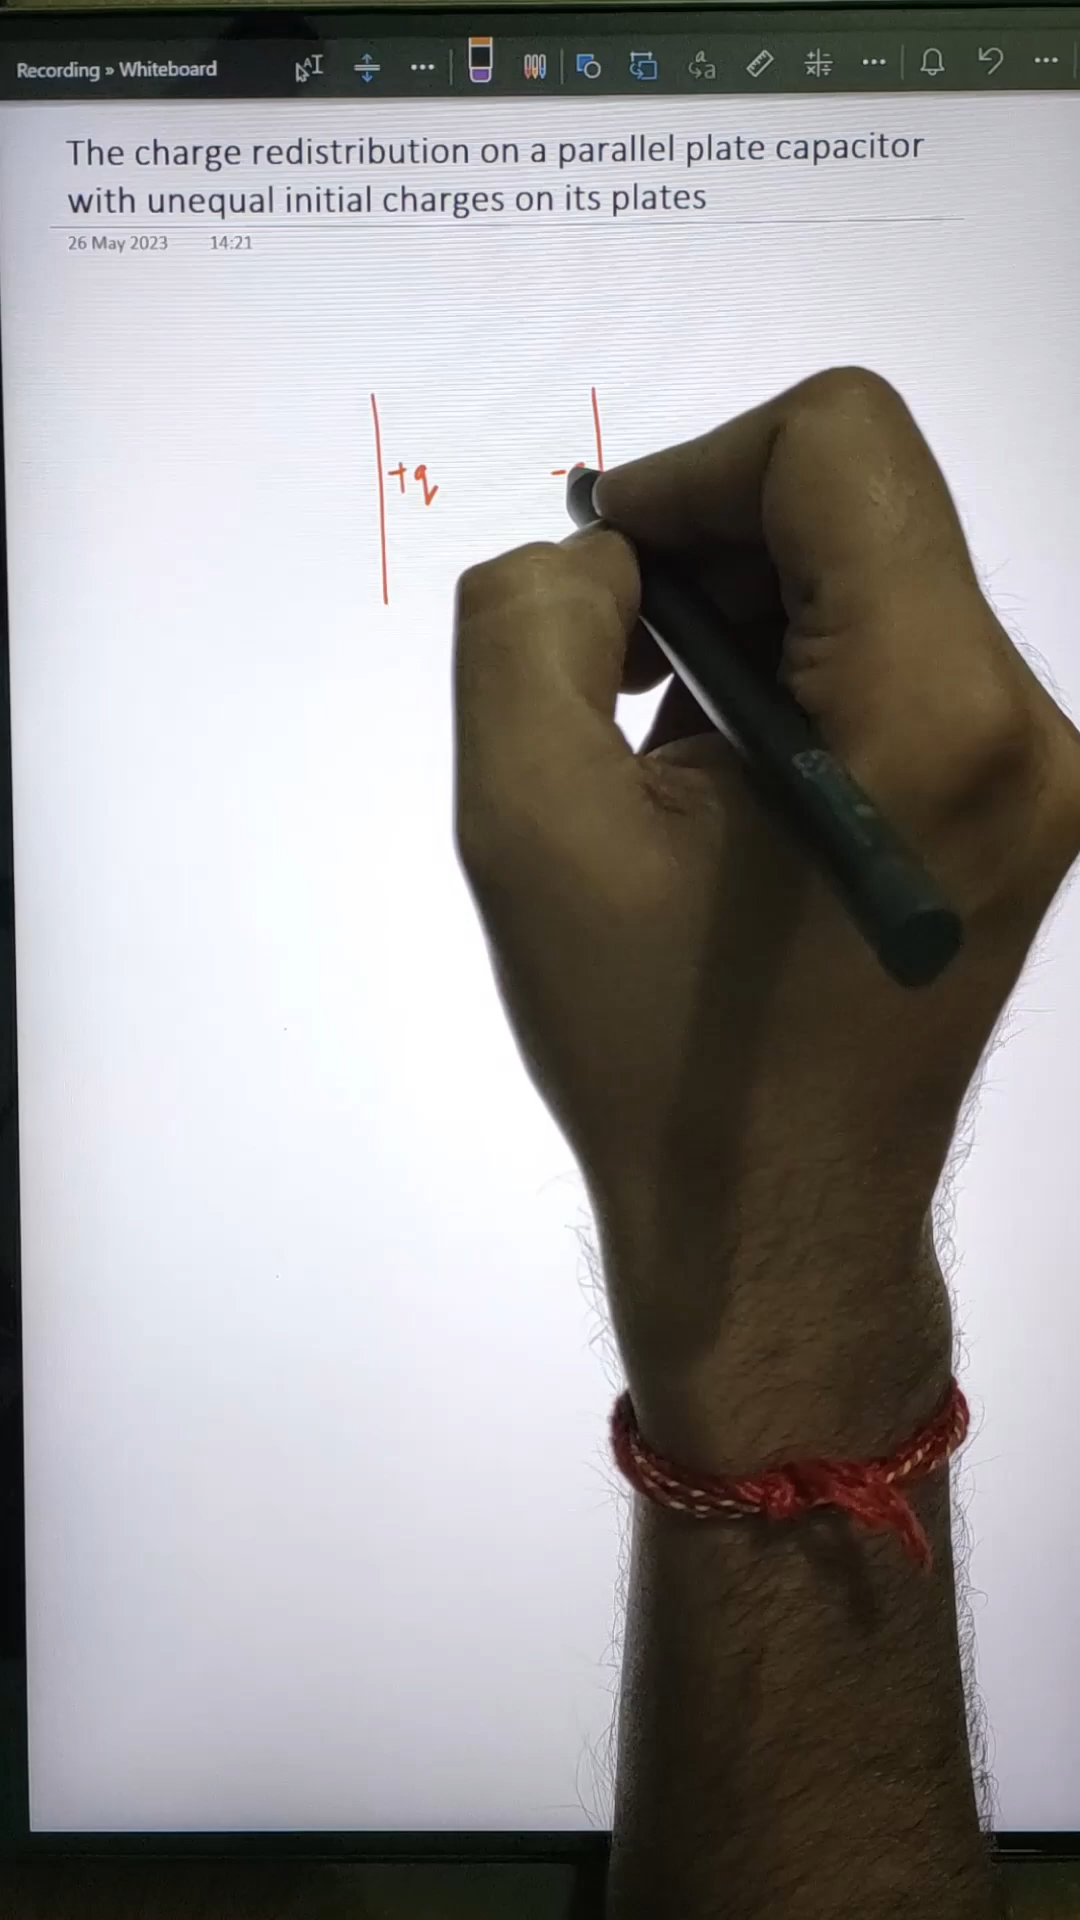 Recording » Whiteboard
The charge redistribution on a parallel plate capacitor
with unequal initial charges on its plates
26 May 2023 14:21
+q -